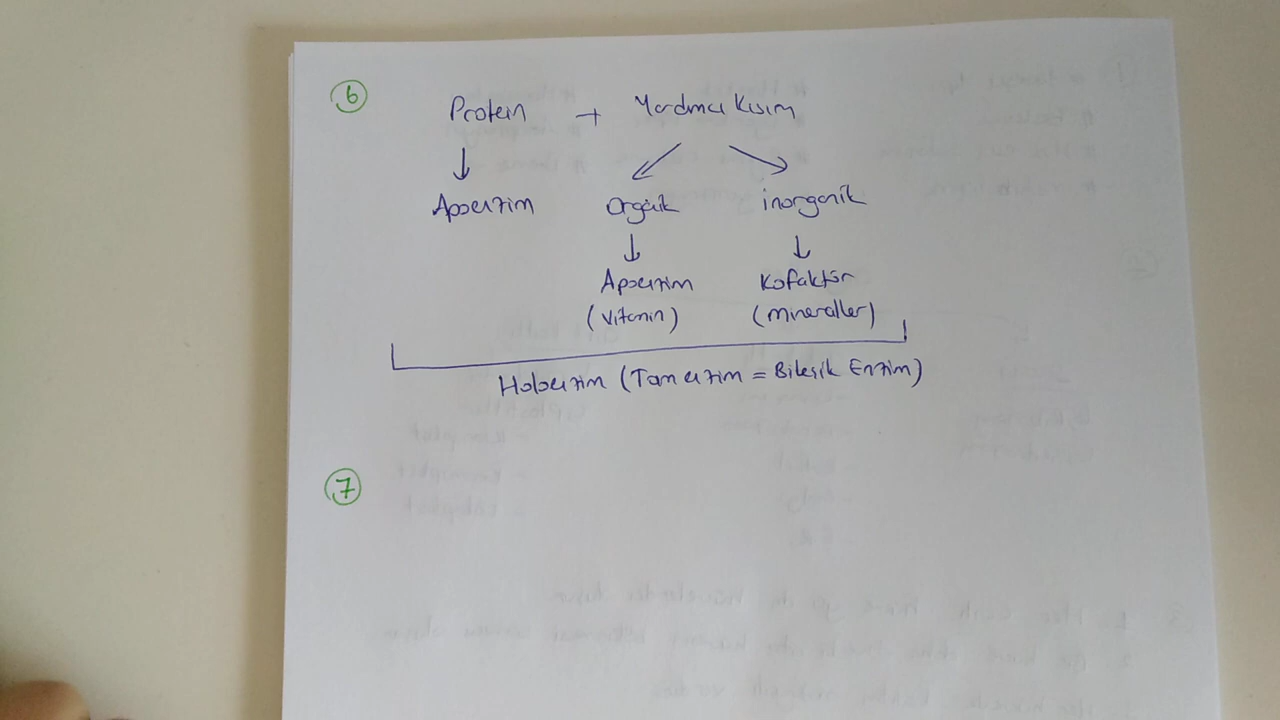 6
Protein + Yardımcı Kısım
Apoenzim Organik inorganik
Apoenzim Kofaktör
(Vitamin) (mineraller)
Holoenzim (Tam enzim = Bileşik Enzim)
7